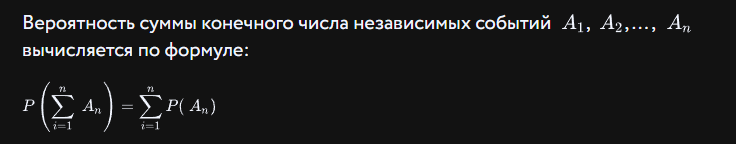 Вероятность суммы конечного числа независимых событий A₁, A₂,..., Aₙ
вычисляется по формуле:
P(∑ᵢ₌₁ⁿ Aₙ) = ∑ᵢ₌₁ⁿ P( Aₙ)